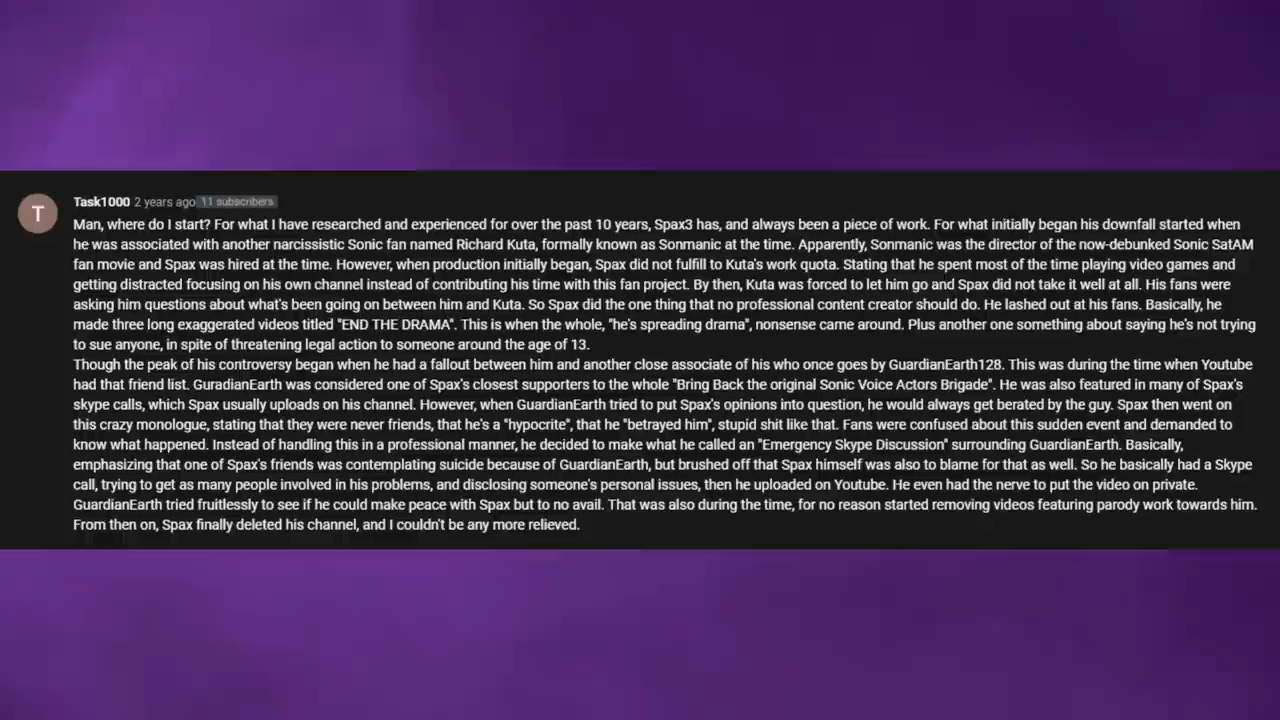 T
Task1000 2 years ago 11 subscribers
Man, where do I start? For what I have researched and experienced for over the past 10 years, Spax3 has, and always been a piece of work. For what initially began his downfall started when
he was associated with another narcissistic Sonic fan named Richard Kuta, formally known as Sonmanic at the time. Apparently, Sonmanic was the director of the now-debunked Sonic SatAM
fan movie and Spax was hired at the time. However, when production initially began, Spax did not fulfill to Kuta's work quota. Stating that he spent most of the time playing video games and
getting distracted focusing on his own channel instead of contributing his time with this fan project. By then, Kuta was forced to let him go and Spax did not take it well at all. His fans were
asking him questions about what's been going on between him and Kuta. So Spax did the one thing that no professional content creator should do. He lashed out at his fans. Basically, he
made three long exaggerated videos titled "END THE DRAMA". This is when the whole, "he's spreading drama", nonsense came around. Plus another one something about saying he's not trying
to sue anyone, in spite of threatening legal action to someone around the age of 13.
Though the peak of his controversy began when he had a fallout between him and another close associate of his who once goes by GuardianEarth128. This was during the time when Youtube
had that friend list. GuradianEarth was considered one of Spax's closest supporters to the whole "Bring Back the original Sonic Voice Actors Brigade". He was also featured in many of Spax's
skype calls, which Spax usually uploads on his channel. However, when GuardianEarth tried to put Spax's opinions into question, he would always get berated by the guy. Spax then went on
this crazy monologue, stating that they were never friends, that he's a "hypocrite", that he "betrayed him", stupid shit like that. Fans were confused about this sudden event and demanded to
know what happened. Instead of handling this in a professional manner, he decided to make what he called an "Emergency Skype Discussion" surrounding GuardianEarth. Basically,
emphasizing that one of Spax's friends was contemplating suicide because of GuardianEarth, but brushed off that Spax himself was also to blame for that as well. So he basically had a Skype
call, trying to get as many people involved in his problems, and disclosing someone's personal issues, then he uploaded on Youtube. He even had the nerve to put the video on private.
GuardianEarth tried fruitlessly to see if he could make peace with Spax but to no avail. That was also during the time, for no reason started removing videos featuring parody work towards him.
From then on, Spax finally deleted his channel, and I couldn't be any more relieved.